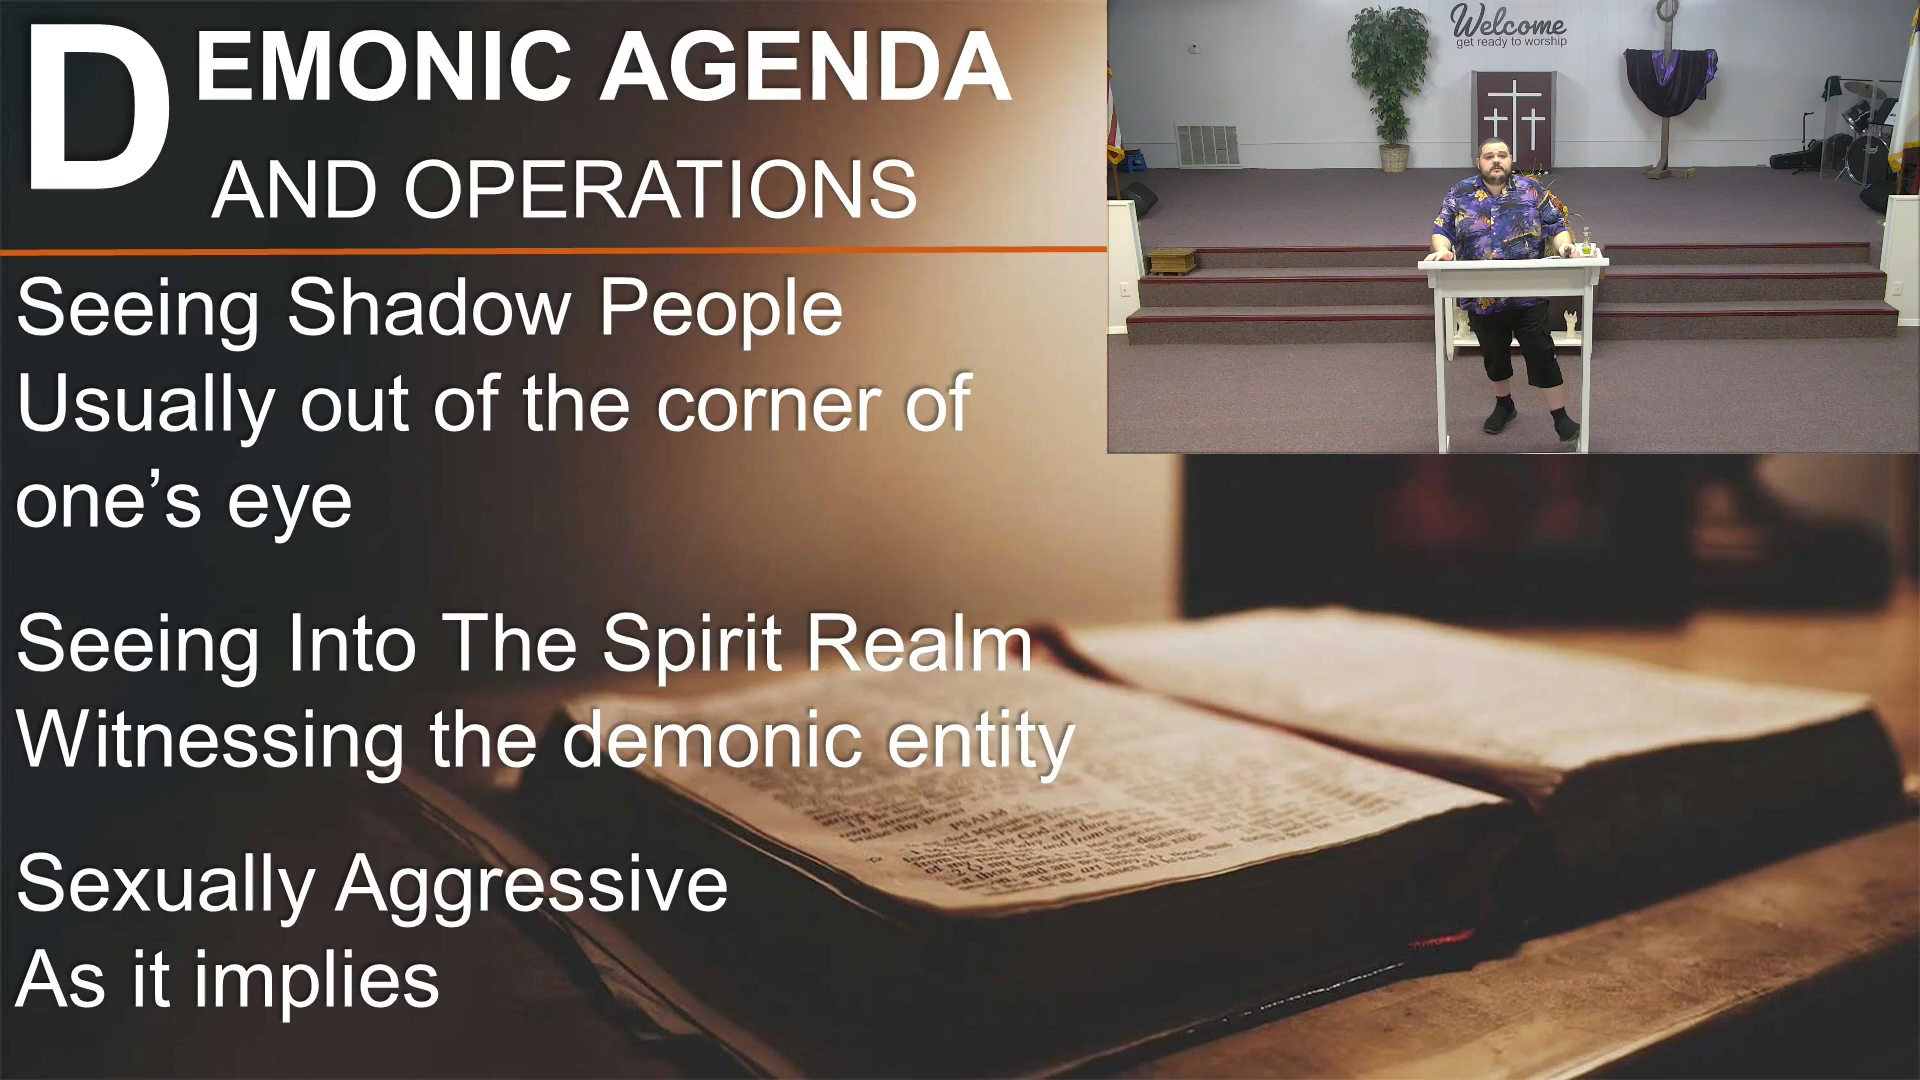 DEMONIC AGENDA
AND OPERATIONS
Seeing Shadow People
Usually out of the corner of
one’s eye
Seeing Into The Spirit Realm
Witnessing the demonic entity
Sexually Aggressive
As it implies
Welcome
get ready to worship
PSALM